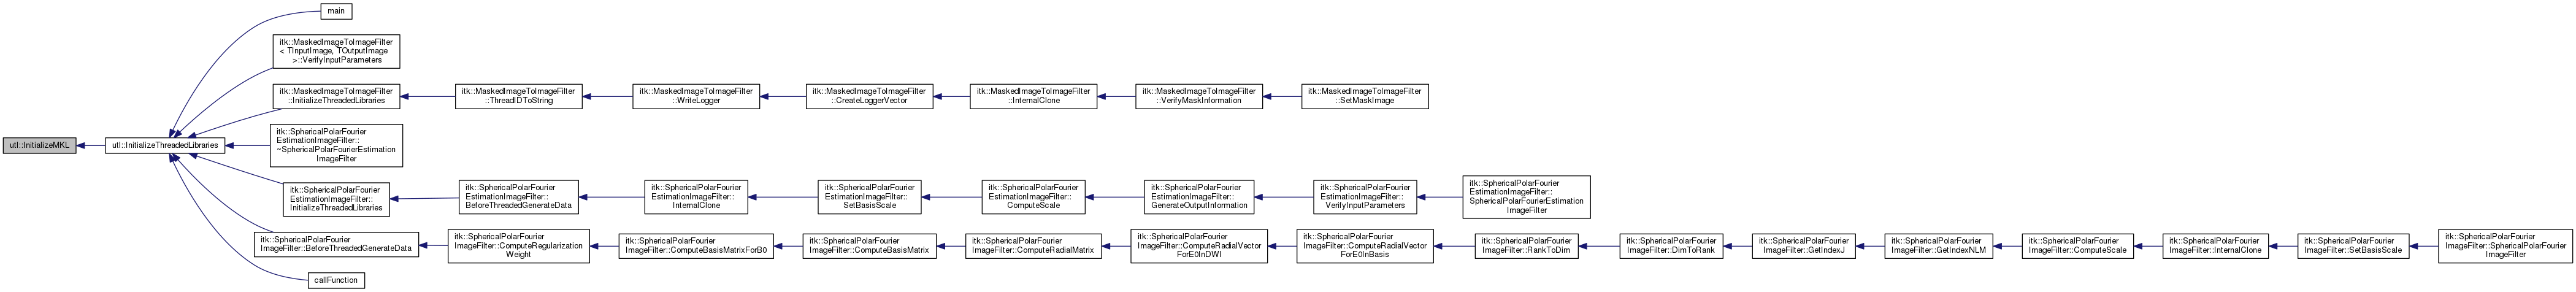 main
itk::MaskedImageToImageFilter
< TInputImage, TOutputImage
>::VerifyInputParameters
itk::MaskedImageToImageFilter
::InitializeThreadedLibraries
itk::MaskedImageToImageFilter
::ThreadIDToString
itk::MaskedImageToImageFilter
::WriteLogger
itk::MaskedImageToImageFilter
::CreateLoggerVector
itk::MaskedImageToImageFilter
::InternalClone
itk::MaskedImageToImageFilter
::VerifyMaskInformation
itk::MaskedImageToImageFilter
::SetMaskImage
utl::InitializeMKL
utl::InitializeThreadedLibraries
itk::SphericalPolarFourier
EstimationImageFilter::
~SphericalPolarFourierEstimation
ImageFilter
itk::SphericalPolarFourier
EstimationImageFilter::
InitializeThreadedLibraries
itk::SphericalPolarFourier
EstimationImageFilter::
BeforeThreadedGenerateData
itk::SphericalPolarFourier
EstimationImageFilter::
InternalClone
itk::SphericalPolarFourier
EstimationImageFilter::
SetBasisScale
itk::SphericalPolarFourier
EstimationImageFilter::
ComputeScale
itk::SphericalPolarFourier
EstimationImageFilter::
GenerateOutputInformation
itk::SphericalPolarFourier
EstimationImageFilter::
VerifyInputParameters
itk::SphericalPolarFourier
EstimationImageFilter::
SphericalPolarFourierEstimation
ImageFilter
itk::SphericalPolarFourier
ImageFilter::BeforeThreadedGenerateData
itk::SphericalPolarFourier
ImageFilter::ComputeRegularization
Weight
itk::SphericalPolarFourier
ImageFilter::ComputeBasisMatrixForB0
itk::SphericalPolarFourier
ImageFilter::ComputeBasisMatrix
itk::SphericalPolarFourier
ImageFilter::ComputeRadialMatrix
itk::SphericalPolarFourier
ImageFilter::ComputeRadialVector
ForE0InDWI
itk::SphericalPolarFourier
ImageFilter::ComputeRadialVector
ForE0InBasis
itk::SphericalPolarFourier
ImageFilter::RankToDim
itk::SphericalPolarFourier
ImageFilter::DimToRank
itk::SphericalPolarFourier
ImageFilter::GetIndexJ
itk::SphericalPolarFourier
ImageFilter::GetIndexNLM
itk::SphericalPolarFourier
ImageFilter::ComputeScale
itk::SphericalPolarFourier
ImageFilter::InternalClone
itk::SphericalPolarFourier
ImageFilter::SetBasisScale
itk::SphericalPolarFourier
ImageFilter::SphericalPolarFourier
ImageFilter
callFunction